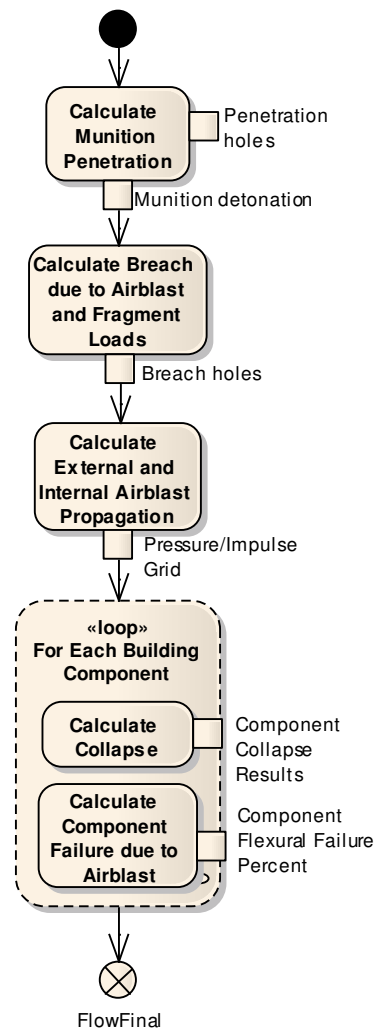 Calculate
Munition
Penetration
Penetration
holes
Munition detonation
Calculate Breach
due to Airblast
and Fragment
Loads
Breach holes
Calculate
External and
Internal Airblast
Propagation
Pressure/Impulse
Grid
«loop»
For Each Building
Component
Calculate
Collapse
Component
Collapse
Results
Calculate
Component
Failure due to
Airblast
Component
Flexural Failure
Percent
FlowFinal